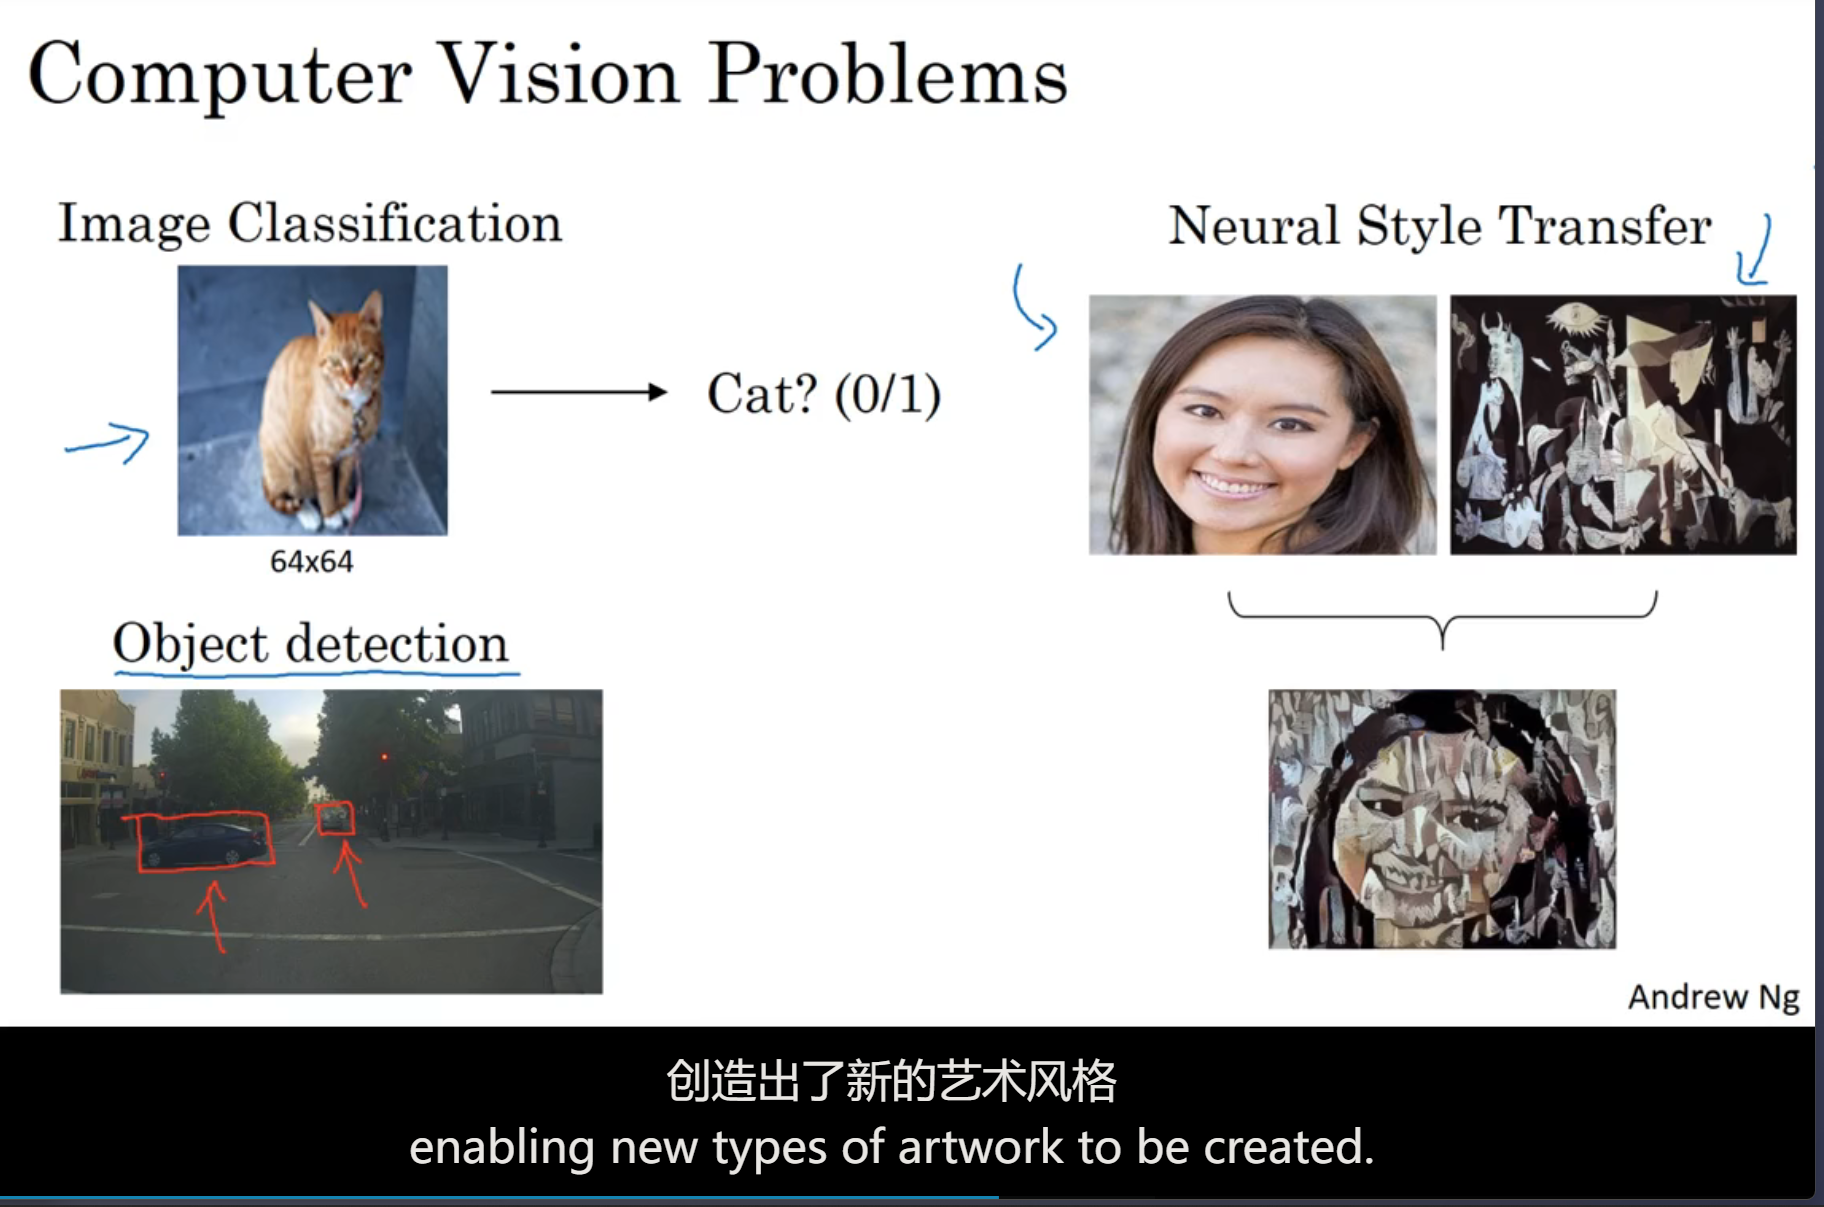 Computer Vision Problems
Image Classification
Cat? (0/1)
64x64
Neural Style Transfer
Object detection
Andrew Ng
创造出了新的艺术风格
enabling new types of artwork to be created.